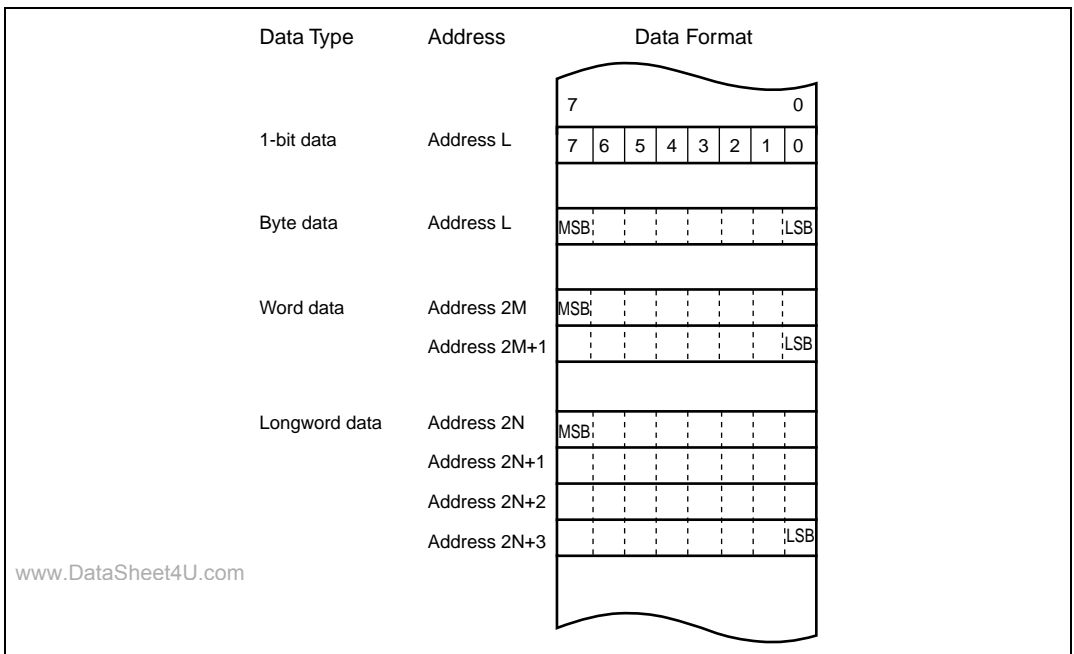 Data Type Address Data Format
7 0
1-bit data Address L 7 6 5 4 3 2 1 0
Byte data Address L MSB LSB
Word data Address 2M MSB
Address 2M+1 LSB
Longword data Address 2N MSB
Address 2N+1
Address 2N+2
Address 2N+3 LSB
www.DataSheet4U.com